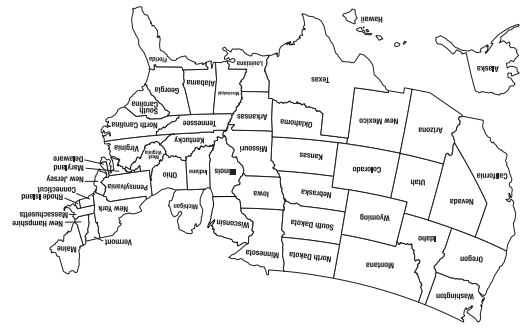 Washington
Oregon
California
Nevada
Idaho
Montana
Wyoming
Utah
Arizona
Colorado
New Mexico
North Dakota
South Dakota
Nebraska
Kansas
Oklahoma
Texas
Minnesota
Iowa
Missouri
Arkansas
Louisiana
Wisconsin
Illinois
Michigan
Indiana
Ohio
Kentucky
Tennessee
Mississippi
Alabama
Georgia
Florida
South
Carolina
North Carolina
Virginia
West
Virginia
Pennsylvania
New York
Vermont
Maine
New Hampshire
Massachusetts
Rhode Island
Connecticut
New Jersey
Maryland
Delaware
Alaska
Hawaii